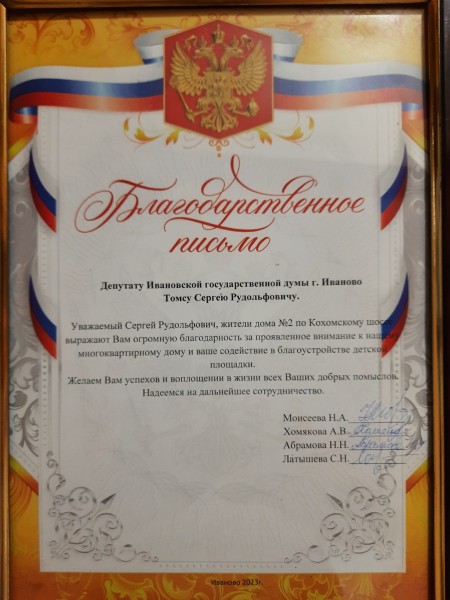 Благодарственное
письмо
Депутату Ивановской государственной думы г. Иваново
Томсу Сергею Рудольфовичу.
Уважаемый Сергей Рудольфович, жители дома №2 по Кохомскому шоссе
выражают Вам огромную благодарность за проявленное внимание к нашему
многоквартирному дому и ваше содействие в благоустройстве детской
площадки.
Желаем Вам успехов и воплощении в жизни всех Ваших добрых помыслов.
Надеемся на дальнейшее сотрудничество.
Моисеева Н.А.
Хомякова А.В.
Абрамова Н.Н.
Латышева С.Н.
Иваново 2023г.